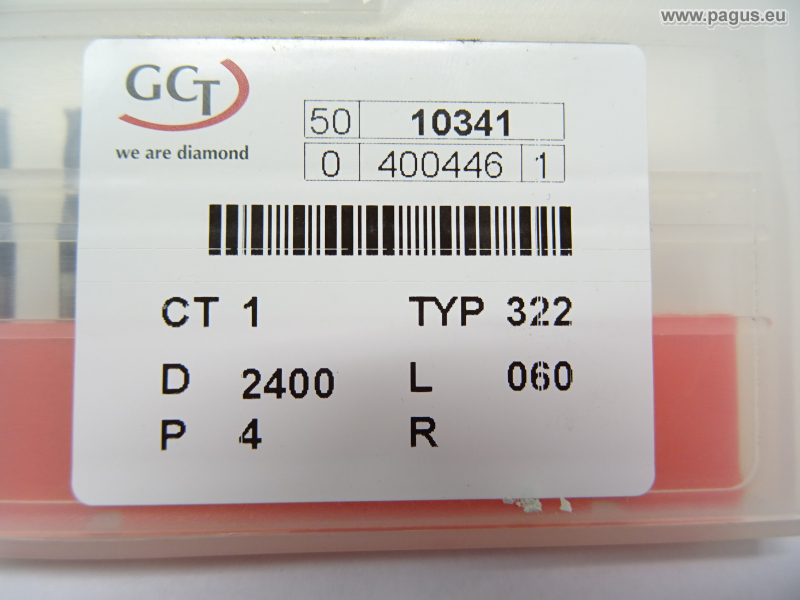 www.pagus.eu
GCT
we are diamond
50 10341
0 400446 1
CT 1 TYP 322
D 2400 L 060
P 4 R